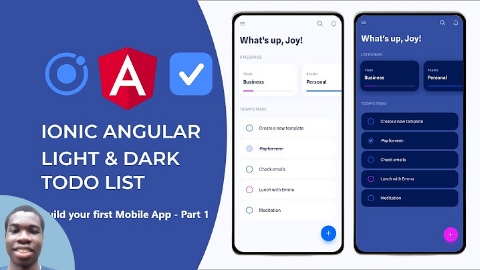 IONIC ANGULAR
LIGHT & DARK
TODO LIST
uild your first Mobile App - Part 1
What's up, Joy!
CATEGORIES
Business
Personal
TODAY'S TASKS
Create a new template
Pay for rent
Check emails
Lunch with Emma
Meditation
What's up, Joy!
CATEGORIES
Business
Personal
TODAY'S TASKS
Create a new template
Pay for rent
Check emails
Lunch with Emma
Meditation